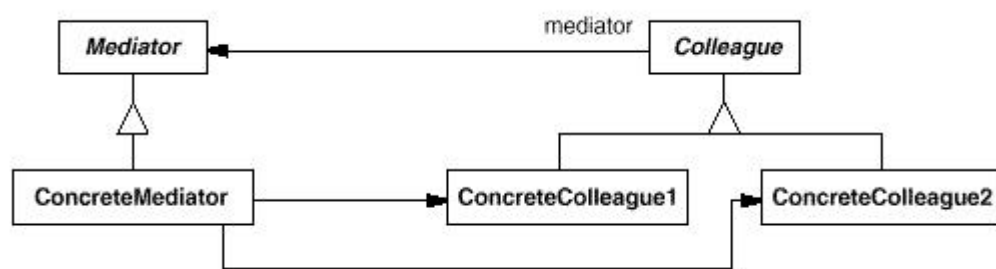 mediator
Mediator
Colleague
ConcreteMediator
ConcreteColleague1
ConcreteColleague2